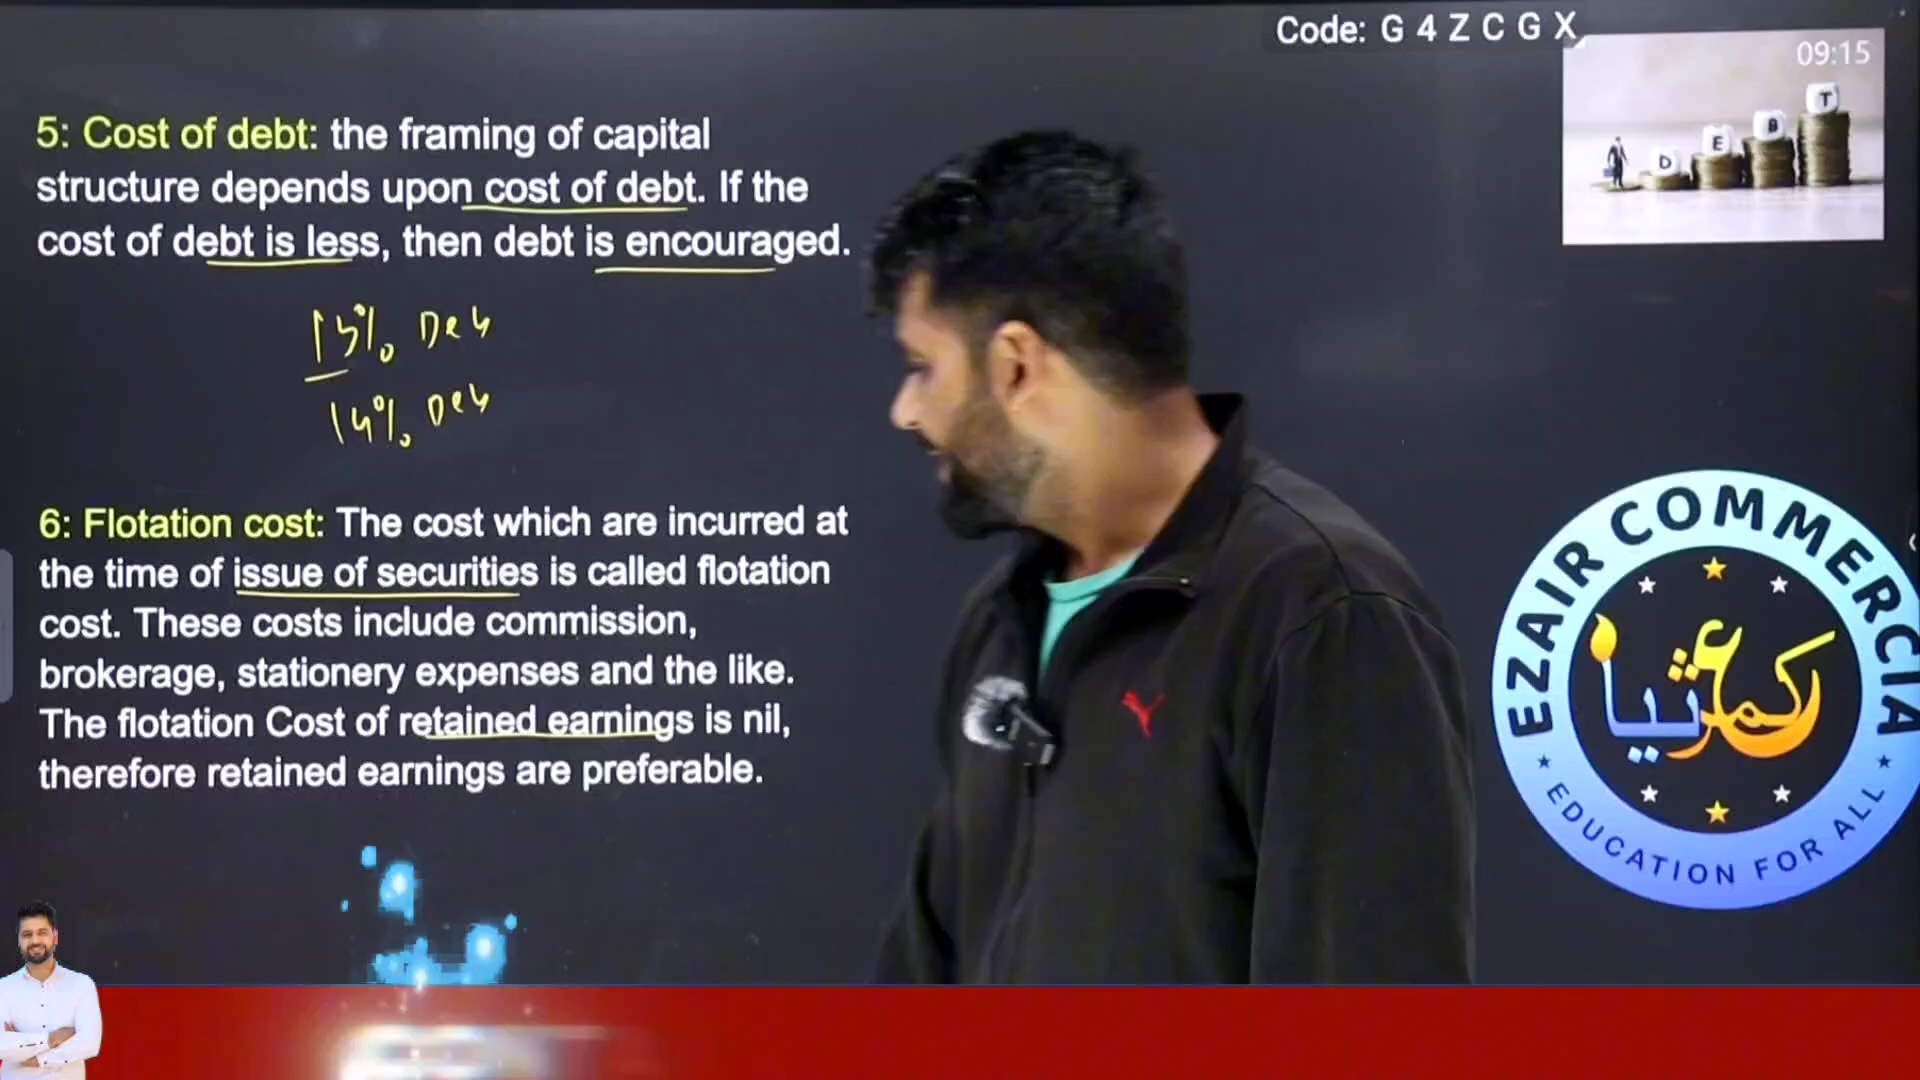 Code: G 4 Z C G X
09:15
D E B T
5: Cost of debt: the framing of capital
structure depends upon cost of debt. If the
cost of debt is less, then debt is encouraged.
15% Deb
14% Deb
6: Flotation cost: The cost which are incurred at
the time of issue of securities is called flotation
cost. These costs include commission,
brokerage, stationery expenses and the like.
The flotation Cost of retained earnings is nil,
therefore retained earnings are preferable.
EZAIR COMMERCIA
EDUCATION FOR ALL